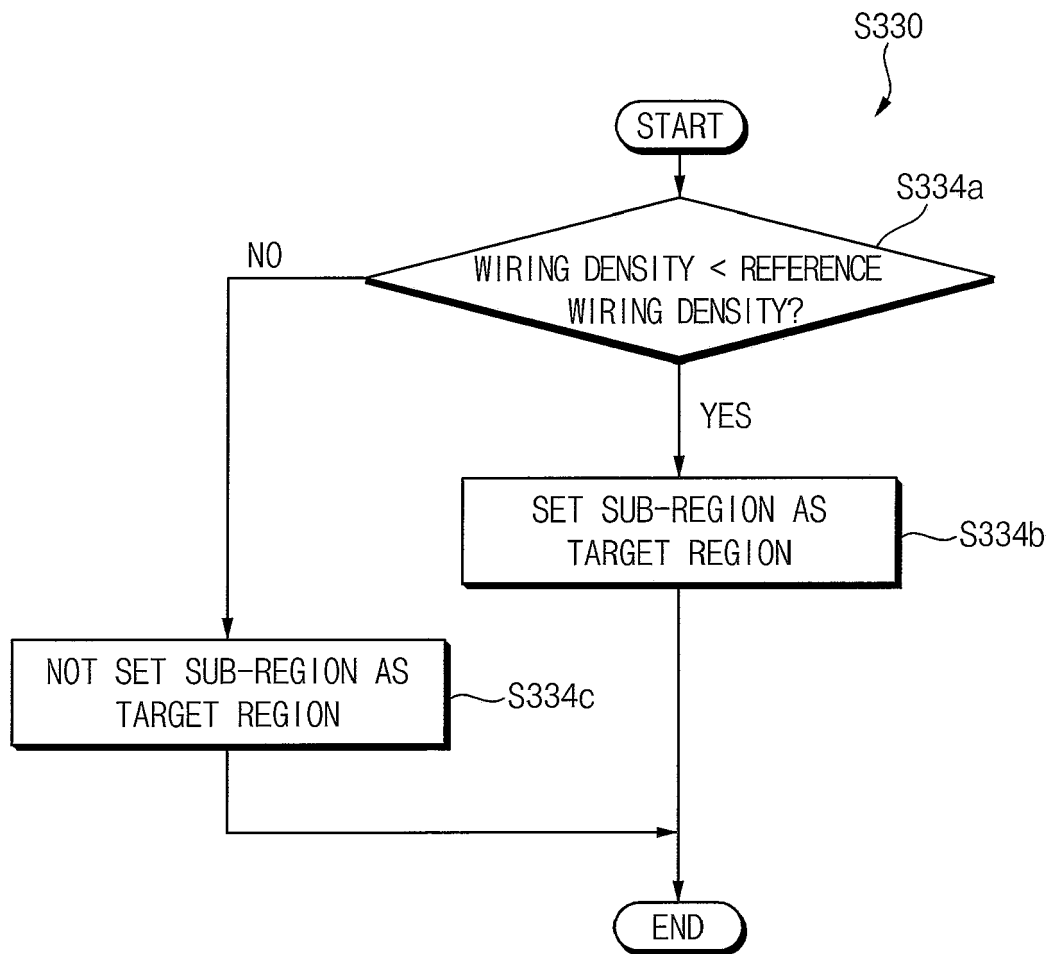 S330
START
S334a
WIRING DENSITY < REFERENCE
WIRING DENSITY?
NO
YES
SET SUB-REGION AS
TARGET REGION
S334b
NOT SET SUB-REGION AS
TARGET REGION
S334c
END